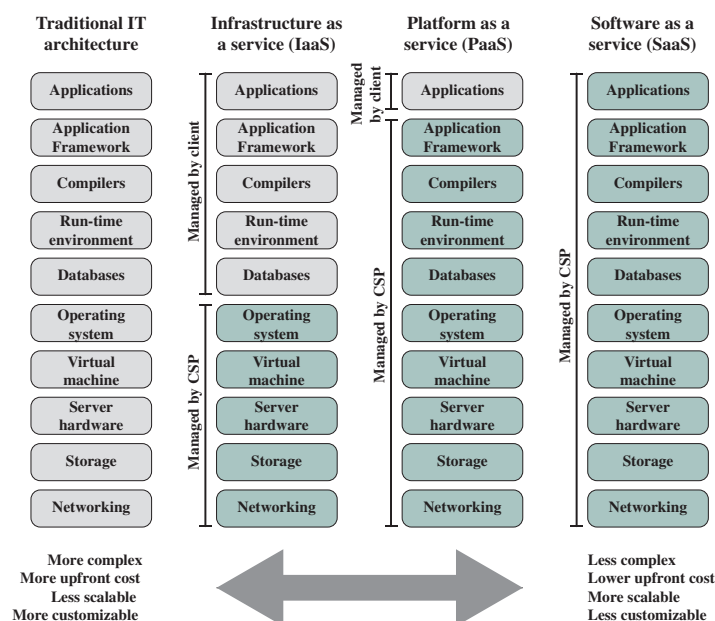 Traditional IT
architecture
Applications
Application
Framework
Compilers
Run-time
environment
Databases
Operating
system
Virtual
machine
Server
hardware
Storage
Networking
Infrastructure as
a service (IaaS)
Managed by client
Managed by CSP
Applications
Application
Framework
Compilers
Run-time
environment
Databases
Operating
system
Virtual
machine
Server
hardware
Storage
Networking
Platform as a
service (PaaS)
Managed
by client
Managed by CSP
Applications
Application
Framework
Compilers
Run-time
environment
Databases
Operating
system
Virtual
machine
Server
hardware
Storage
Networking
Software as a
service (SaaS)
Managed by CSP
Applications
Application
Framework
Compilers
Run-time
environment
Databases
Operating
system
Virtual
machine
Server
hardware
Storage
Networking
More complex
More upfront cost
Less scalable
More customizable
Less complex
Lower upfront cost
More scalable
Less customizable